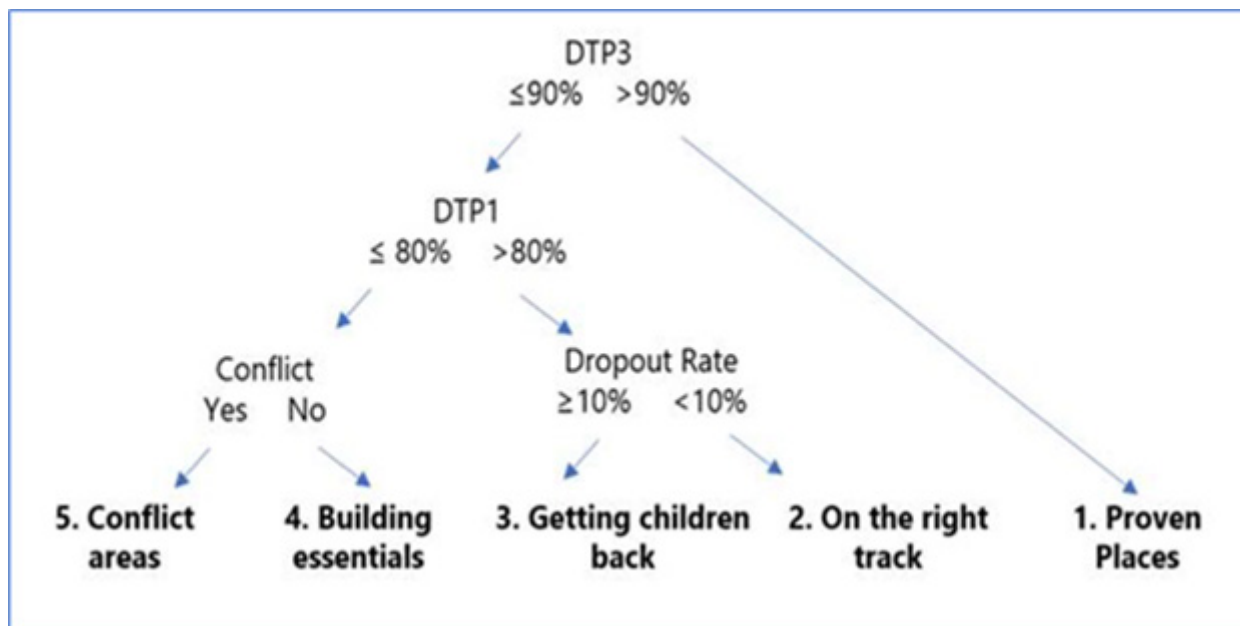 DTP3
≤90% >90%
DTP1
≤ 80% >80%
Conflict
Yes No
Dropout Rate
≥10% <10%
5. Conflict areas
4. Building essentials
3. Getting children back
2. On the right track
1. Proven Places